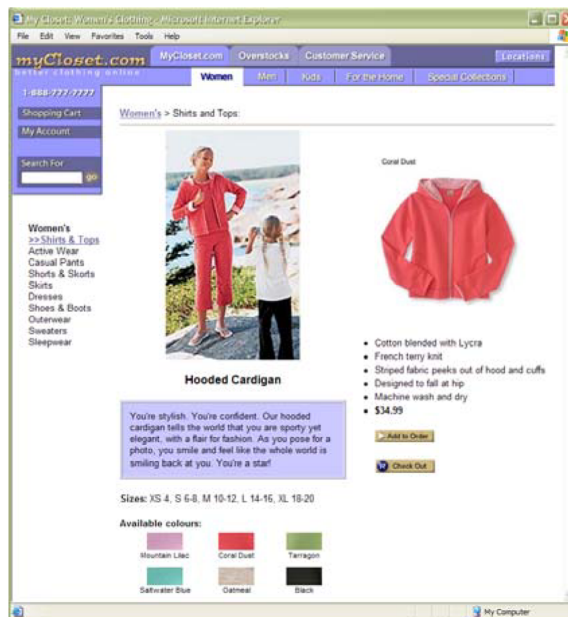 My Closet: Women's Clothing - Microsoft Internet Explorer
File Edit View Favorites Tools Help
myCloset.com
better clothing online
MyCloset.com Overstocks Customer Service
Locations
Women Men Kids For the Home Special Collections
1-888-777-7777
Shopping Cart
My Account
Search For
go
Women's > Shirts and Tops:
Women's
>>Shirts & Tops
Active Wear
Casual Pants
Shorts & Skorts
Skirts
Dresses
Shoes & Boots
Outerwear
Sweaters
Sleepwear
Coral Dust
Hooded Cardigan
You're stylish. You're confident. Our hooded
cardigan tells the world that you are sporty yet
elegant, with a flair for fashion. As you pose for a
photo, you smile and feel like the whole world is
smiling back at you. You're a star!
• Cotton blended with Lycra
• French terry knit
• Striped fabric peeks out of hood and cuffs
• Designed to fall at hip
• Machine wash and dry
• $34.99
Add to Order
Check Out
Sizes: XS 4, S 6-8, M 10-12, L 14-16, XL 18-20
Available colours:
Mountain Lilac Coral Dust Tarragon
Saltwater Blue Oatmeal Black
My Computer